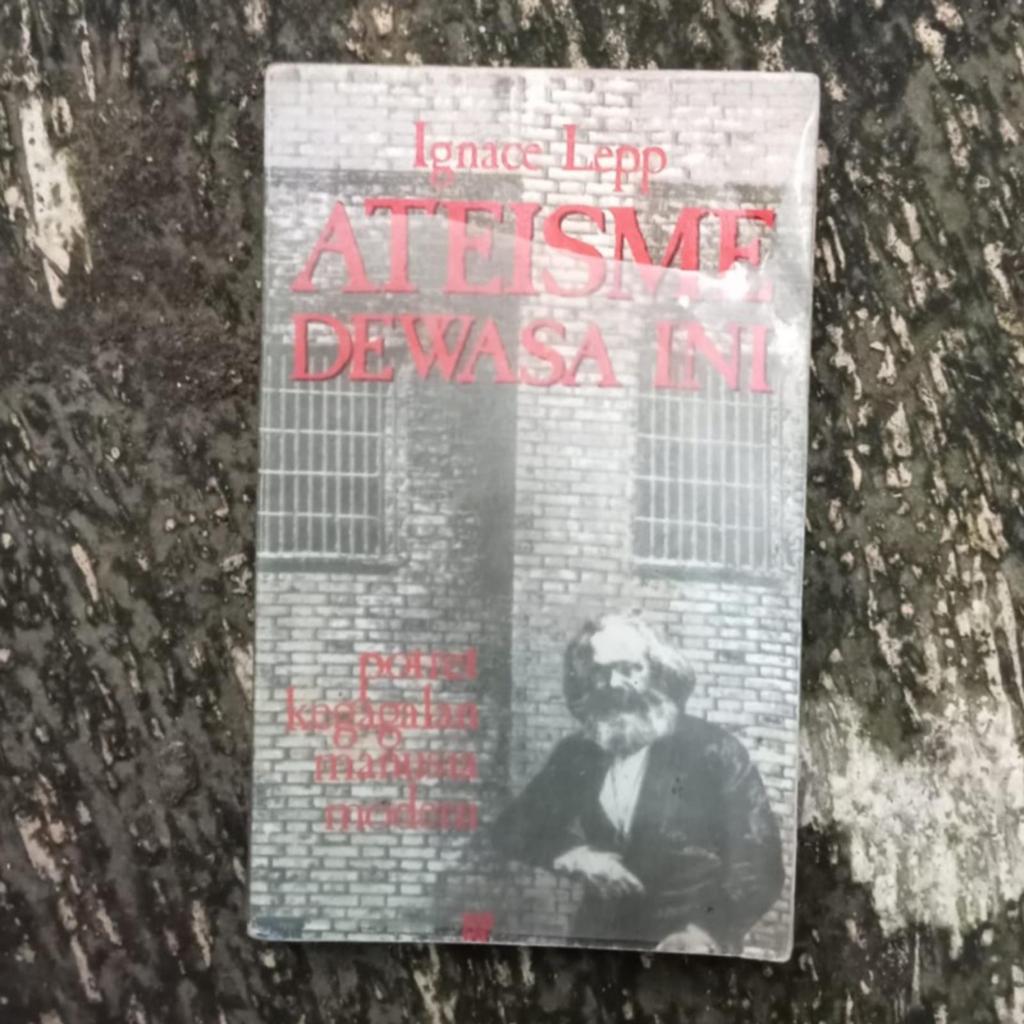 Ignace Lepp
ATEISME
DEWASA INI
potret
kegagalan
manusia
modern